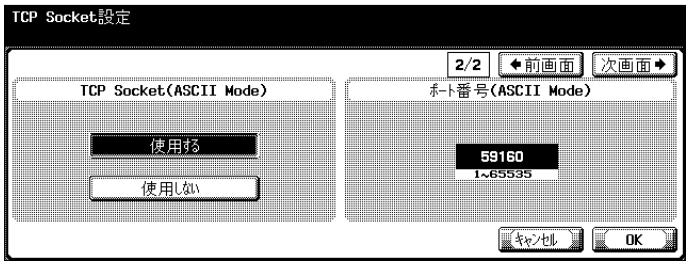 TCP Socket設定
2/2 ←前画面 次画面→
TCP Socket(ASCII Mode)
ポート番号(ASCII Mode)
使用する
使用しない
59160
1~65535
キャンセル OK